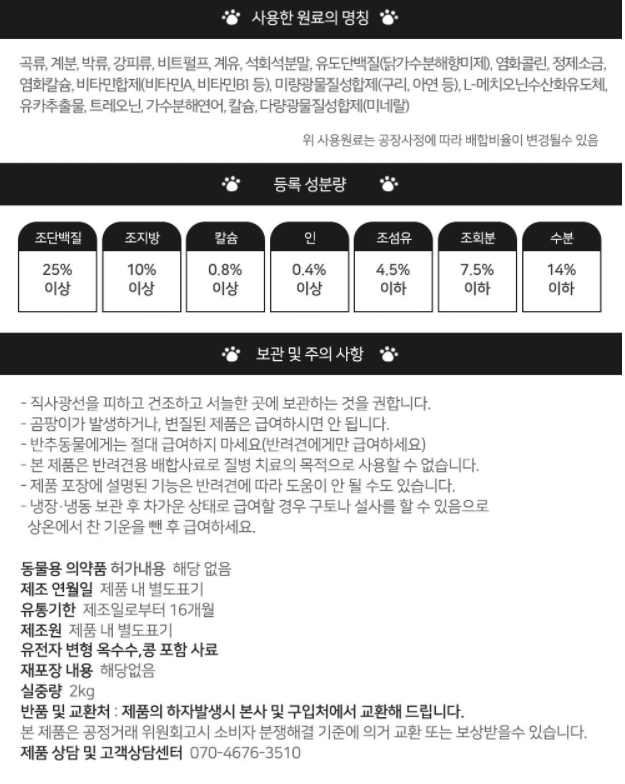 사용한 원료의 명칭
곡류, 계분, 박류, 강피류, 비트펄프, 계유, 석회석분말, 유도단백질(닭가수분해향미제), 염화콜린, 정제소금,
염화칼슘, 비타민합제(비타민A, 비타민B1 등), 미량광물질성합제(구리, 아연 등), L-메치오닌수산화유도체,
유카추출물, 트레오닌, 가수분해연어, 칼슘, 다량광물질성합제(미네랄)
위 사용원료는 공장사정에 따라 배합비율이 변경될수 있음
등록 성분량
조단백질 조지방 칼슘 인 조섬유 조회분 수분
25% 10% 0.8% 0.4% 4.5% 7.5% 14%
이상 이상 이상 이상 이하 이하 이하
보관 및 주의 사항
- 직사광선을 피하고 건조하고 서늘한 곳에 보관하는 것을 권합니다.
- 곰팡이가 발생하거나, 변질된 제품은 급여하시면 안 됩니다.
- 반추동물에게는 절대 급여하지 마세요(반려견에게만 급여하세요)
- 본 제품은 반려견용 배합사료로 질병 치료의 목적으로 사용할 수 없습니다.
- 제품 포장에 설명된 기능은 반려견에 따라 도움이 안 될 수도 있습니다.
- 냉장·냉동 보관 후 차가운 상태로 급여할 경우 구토나 설사를 할 수 있음으로
상온에서 찬 기운을 뺀 후 급여하세요.
동물용 의약품 허가내용 해당 없음
제조 연월일 제품 내 별도표기
유통기한 제조일로부터 16개월
제조원 제품 내 별도표기
유전자 변형 옥수수,콩 포함 사료
재포장 내용 해당없음
실중량 2kg
반품 및 교환처 : 제품의 하자발생시 본사 및 구입처에서 교환해 드립니다.
본 제품은 공정거래 위원회고시 소비자 분쟁해결 기준에 의거 교환 또는 보상받을수 있습니다.
제품 상담 및 고객상담센터 070-4676-3510